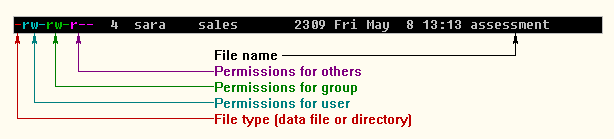 -rw-rw-r-- 4 sara sales 2309 Fri May 8 13:13 assessment
File name
Permissions for others
Permissions for group
Permissions for user
File type (data file or directory)